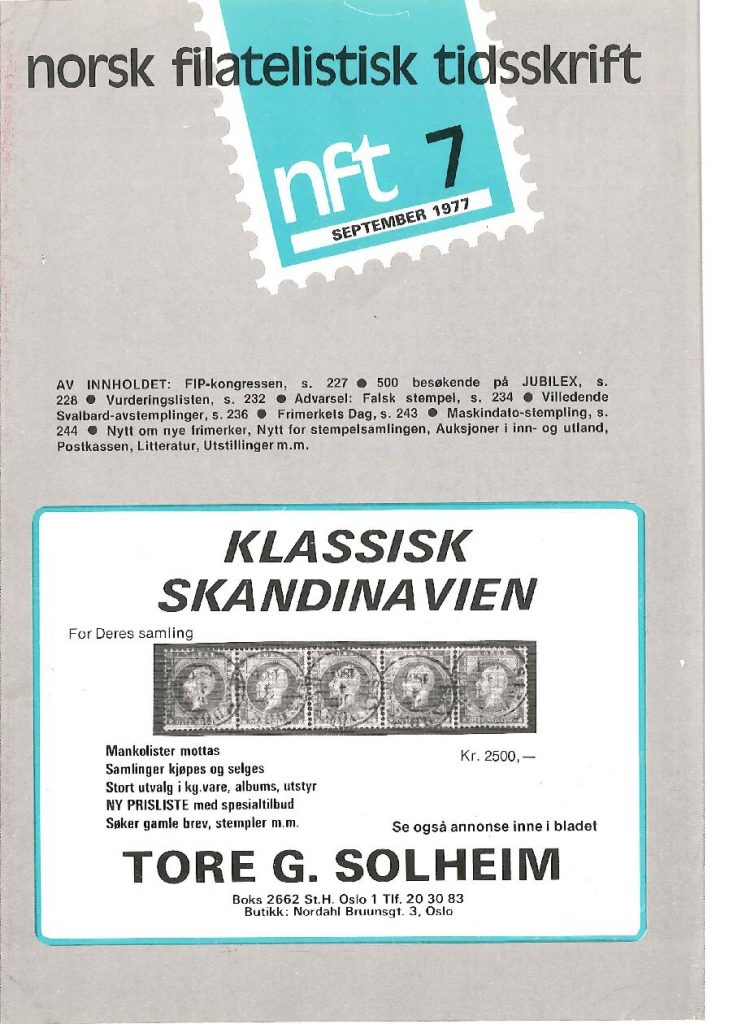 norsk filatelistisk tidsskrift
nft 7
SEPTEMBER 1977
AV INNHOLDET: FIP-kongressen, s. 227 ● 500 besøkende på JUBILEX, s.
228 ● Vurderingslisten, s. 232 ● Advarsel: Falsk stempel, s. 234 ● Villedende
Svalbard-avstemplinger, s. 236 ● Frimerkets Dag, s. 243 ● Maskindato-stempling, s.
244 ● Nytt om nye frimerker, Nytt for stempelsamlingen, Auksjoner i inn- og utland,
Postkassen, Litteratur, Utstillinger m.m.
KLASSISK
SKANDINAVIEN
For Deres samling
Mankolister mottas
Samlinger kjøpes og selges
Stort utvalg i kg.vare, albums, utstyr
NY PRISLISTE med spesialtilbud
Søker gamle brev, stempler m.m.
Kr. 2500,—
Se også annonse inne i bladet
TORE G. SOLHEIM
Boks 2662 St.H. Oslo 1 Tlf. 20 30 83
Butikk: Nordahl Bruunsgt. 3, Oslo